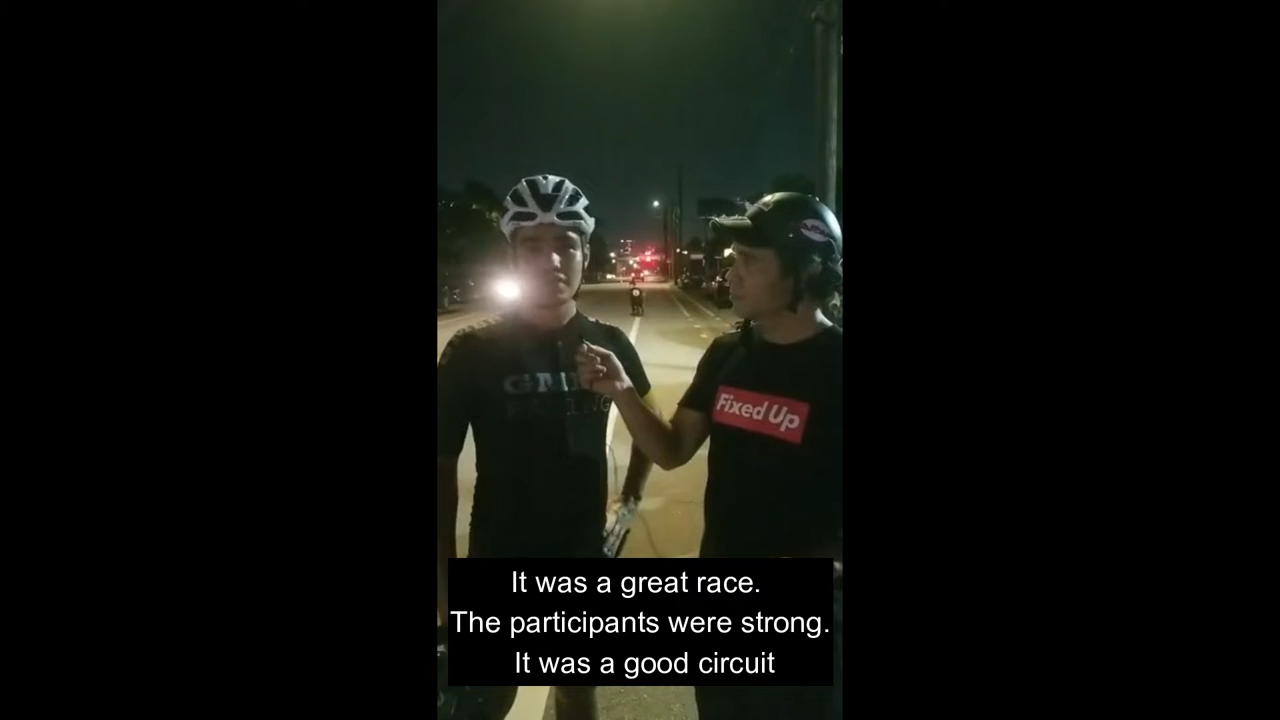 Fixed Up
It was a great race.
The participants were strong.
It was a good circuit